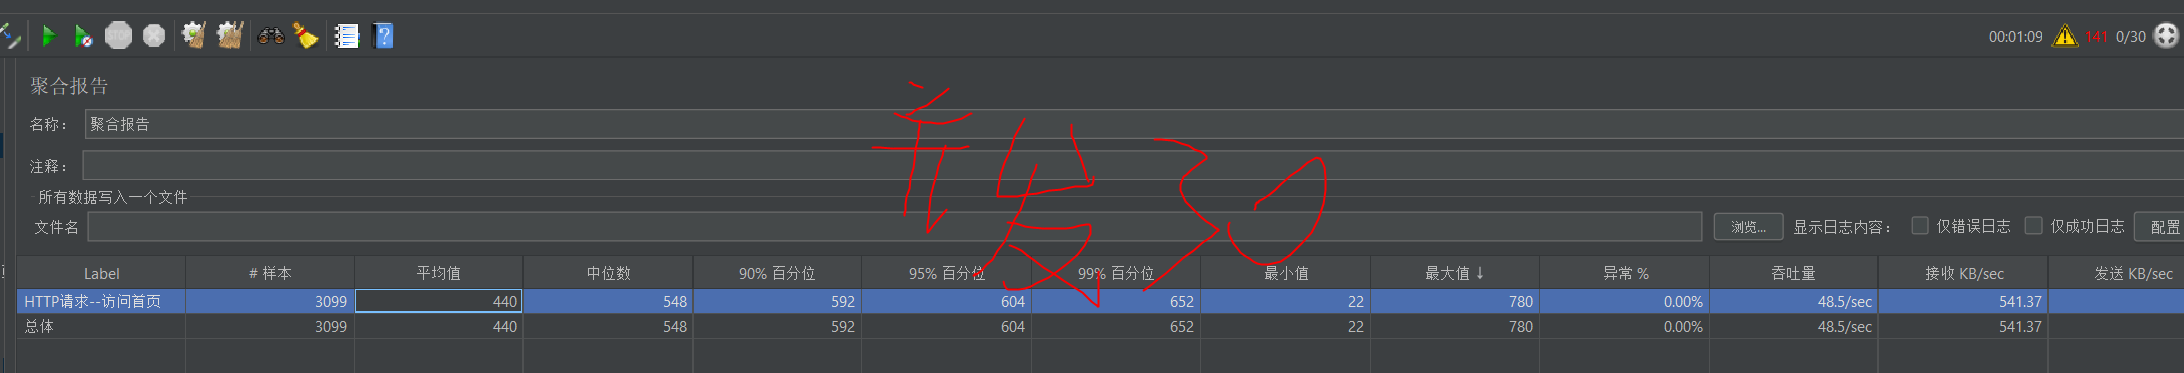 00:01:09 141 0/30
聚合报告
名称： 聚合报告
并发30
注释：
所有数据写入一个文件
文件名 浏览... 显示日志内容： 仅错误日志 仅成功日志 配置
Label # 样本 平均值 中位数 90% 百分位 95% 百分位 99% 百分位 最小值 最大值 ↓ 异常 % 吞吐量 接收 KB/sec 发送 KB/sec
HTTP请求--访问首页 3099 440 548 592 604 652 22 780 0.00% 48.5/sec 541.37
总体 3099 440 548 592 604 652 22 780 0.00% 48.5/sec 541.37